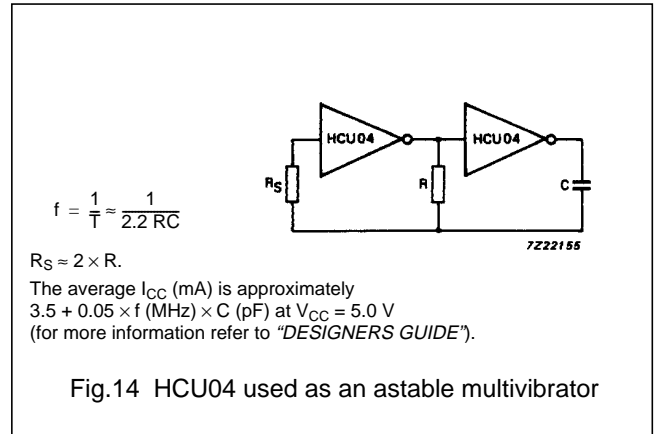 HCU04
HCU04
R_S
R
C
7Z22155
f = 1/T ≈ 1/2.2 RC
R_S ≈ 2 × R.
The average I_CC (mA) is approximately
3.5 + 0.05 × f (MHz) × C (pF) at V_CC = 5.0 V
(for more information refer to "DESIGNERS GUIDE").
Fig.14 HCU04 used as an astable multivibrator